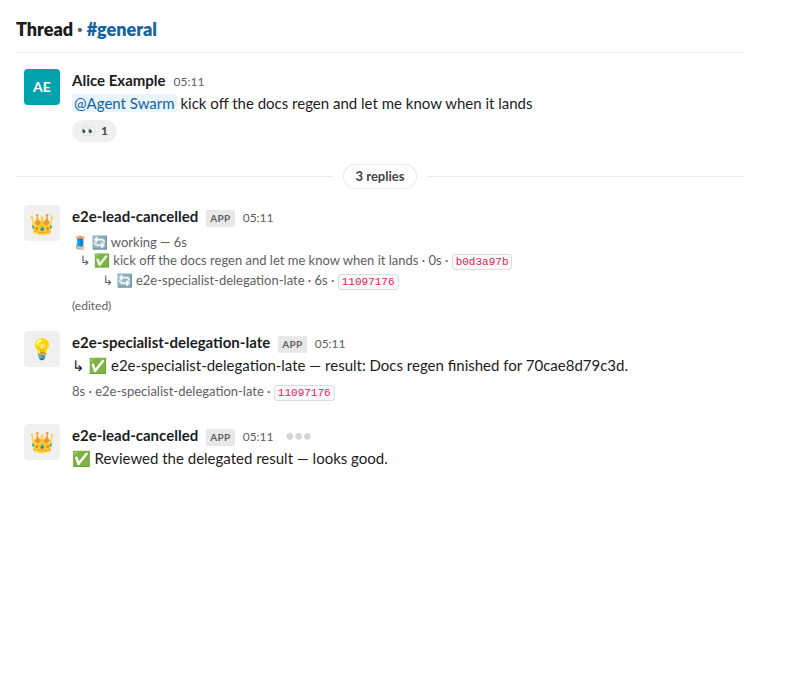 Thread • #general
AE
Alice Example 05:11
@Agent Swarm kick off the docs regen and let me know when it lands
👀 1
3 replies
e2e-lead-cancelled APP 05:11
🧵 🔄 working — 6s
↳ ✅ kick off the docs regen and let me know when it lands · 0s · b0d3a97b
↳ 🔄 e2e-specialist-delegation-late · 6s · 11097176
(edited)
e2e-specialist-delegation-late APP 05:11
↳ ✅ e2e-specialist-delegation-late — result: Docs regen finished for 70cae8d79c3d.
8s · e2e-specialist-delegation-late · 11097176
e2e-lead-cancelled APP 05:11
✅ Reviewed the delegated result — looks good.